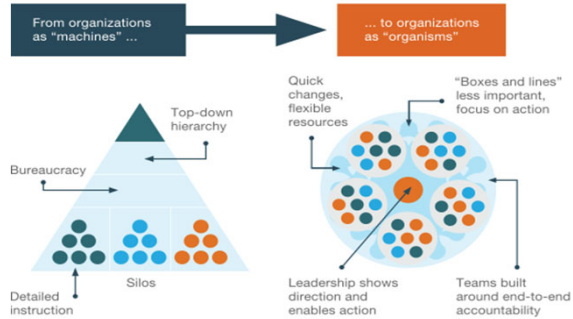 From organizations
as “machines” ...
... to organizations
as “organisms”
Top-down
hierarchy
Bureaucracy
Silos
Detailed
instruction
Quick
changes,
flexible
resources
“Boxes and lines”
less important,
focus on action
Leadership shows
direction and
enables action
Teams built
around end-to-end
accountability